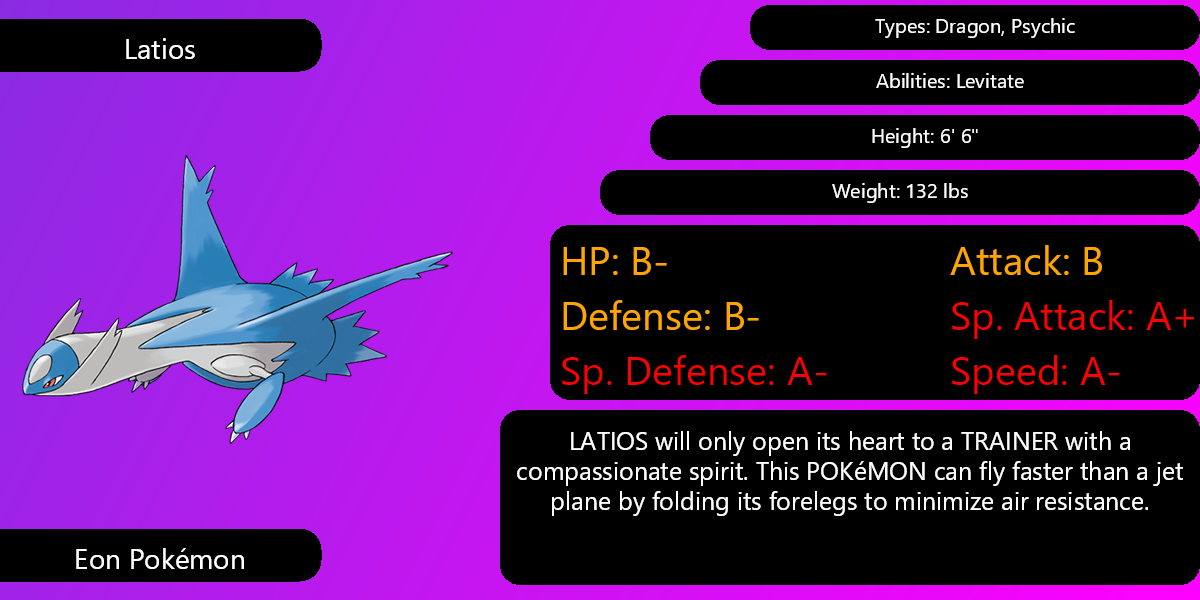 Latios
Types: Dragon, Psychic
Abilities: Levitate
Height: 6' 6"
Weight: 132 lbs
HP: B-
Attack: B
Defense: B-
Sp. Attack: A+
Sp. Defense: A-
Speed: A-
LATIOS will only open its heart to a TRAINER with a
compassionate spirit. This POKéMON can fly faster than a jet
plane by folding its forelegs to minimize air resistance.
Eon Pokémon